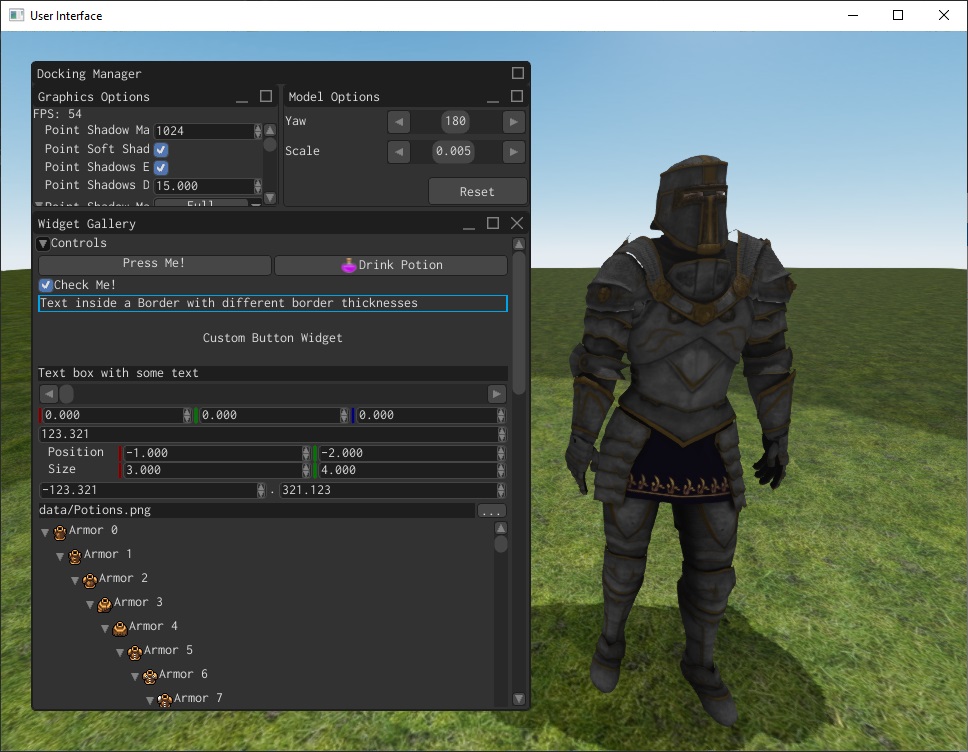 User Interface
Docking Manager
Graphics Options
FPS: 54
Point Shadow Ma 1024
Point Soft Shad
Point Shadows E
Point Shadows D 15.000
Full
Model Options
Yaw 180
Scale 0.005
Reset
Widget Gallery
Controls
Press Me! Drink Potion
Check Me!
Text inside a Border with different border thicknesses
Custom Button Widget
Text box with some text
0.000 0.000 0.000
123.321
Position -1.000 -2.000
Size 3.000 4.000
-123.321 . 321.123
data/Potions.png ...
Armor 0
Armor 1
Armor 2
Armor 3
Armor 4
Armor 5
Armor 6
Armor 7